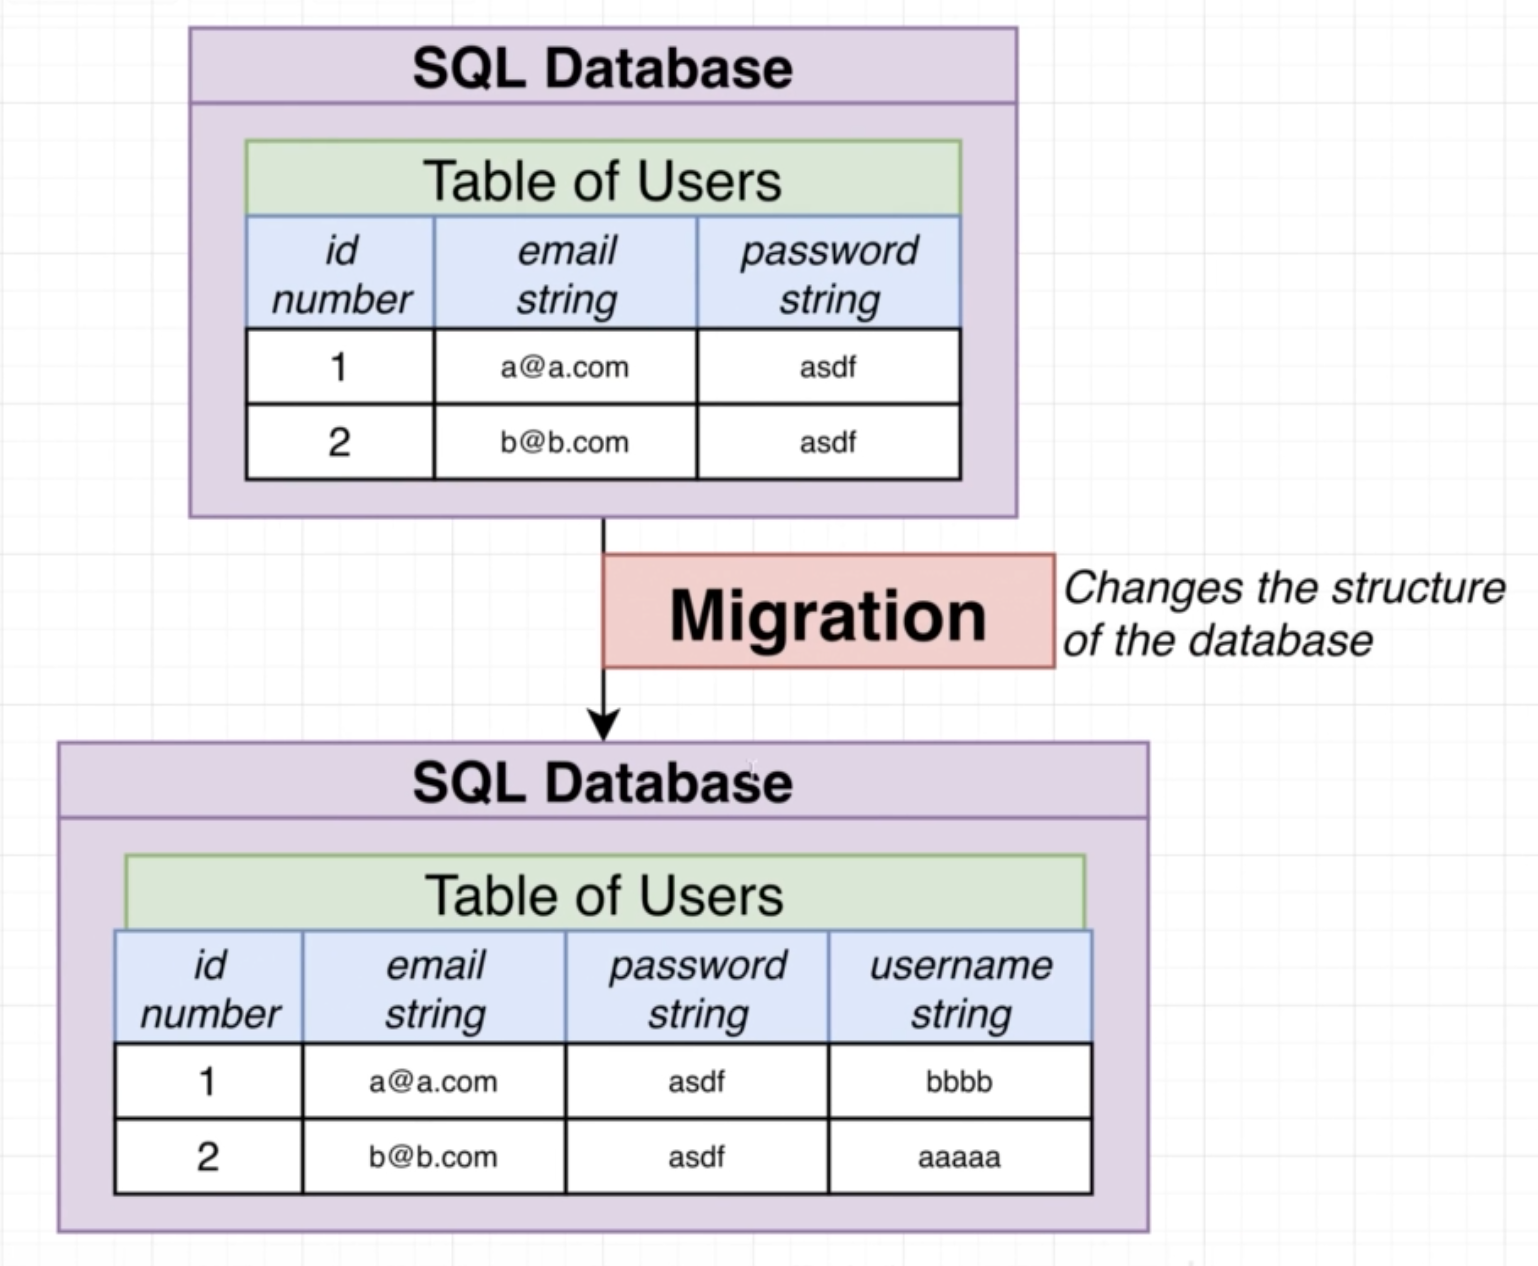 SQL Database
Table of Users
id number
email string
password string
1
a@a.com
asdf
2
b@b.com
asdf
Migration
Changes the structure
of the database
SQL Database
Table of Users
id number
email string
password string
username string
1
a@a.com
asdf
bbbb
2
b@b.com
asdf
aaaaa